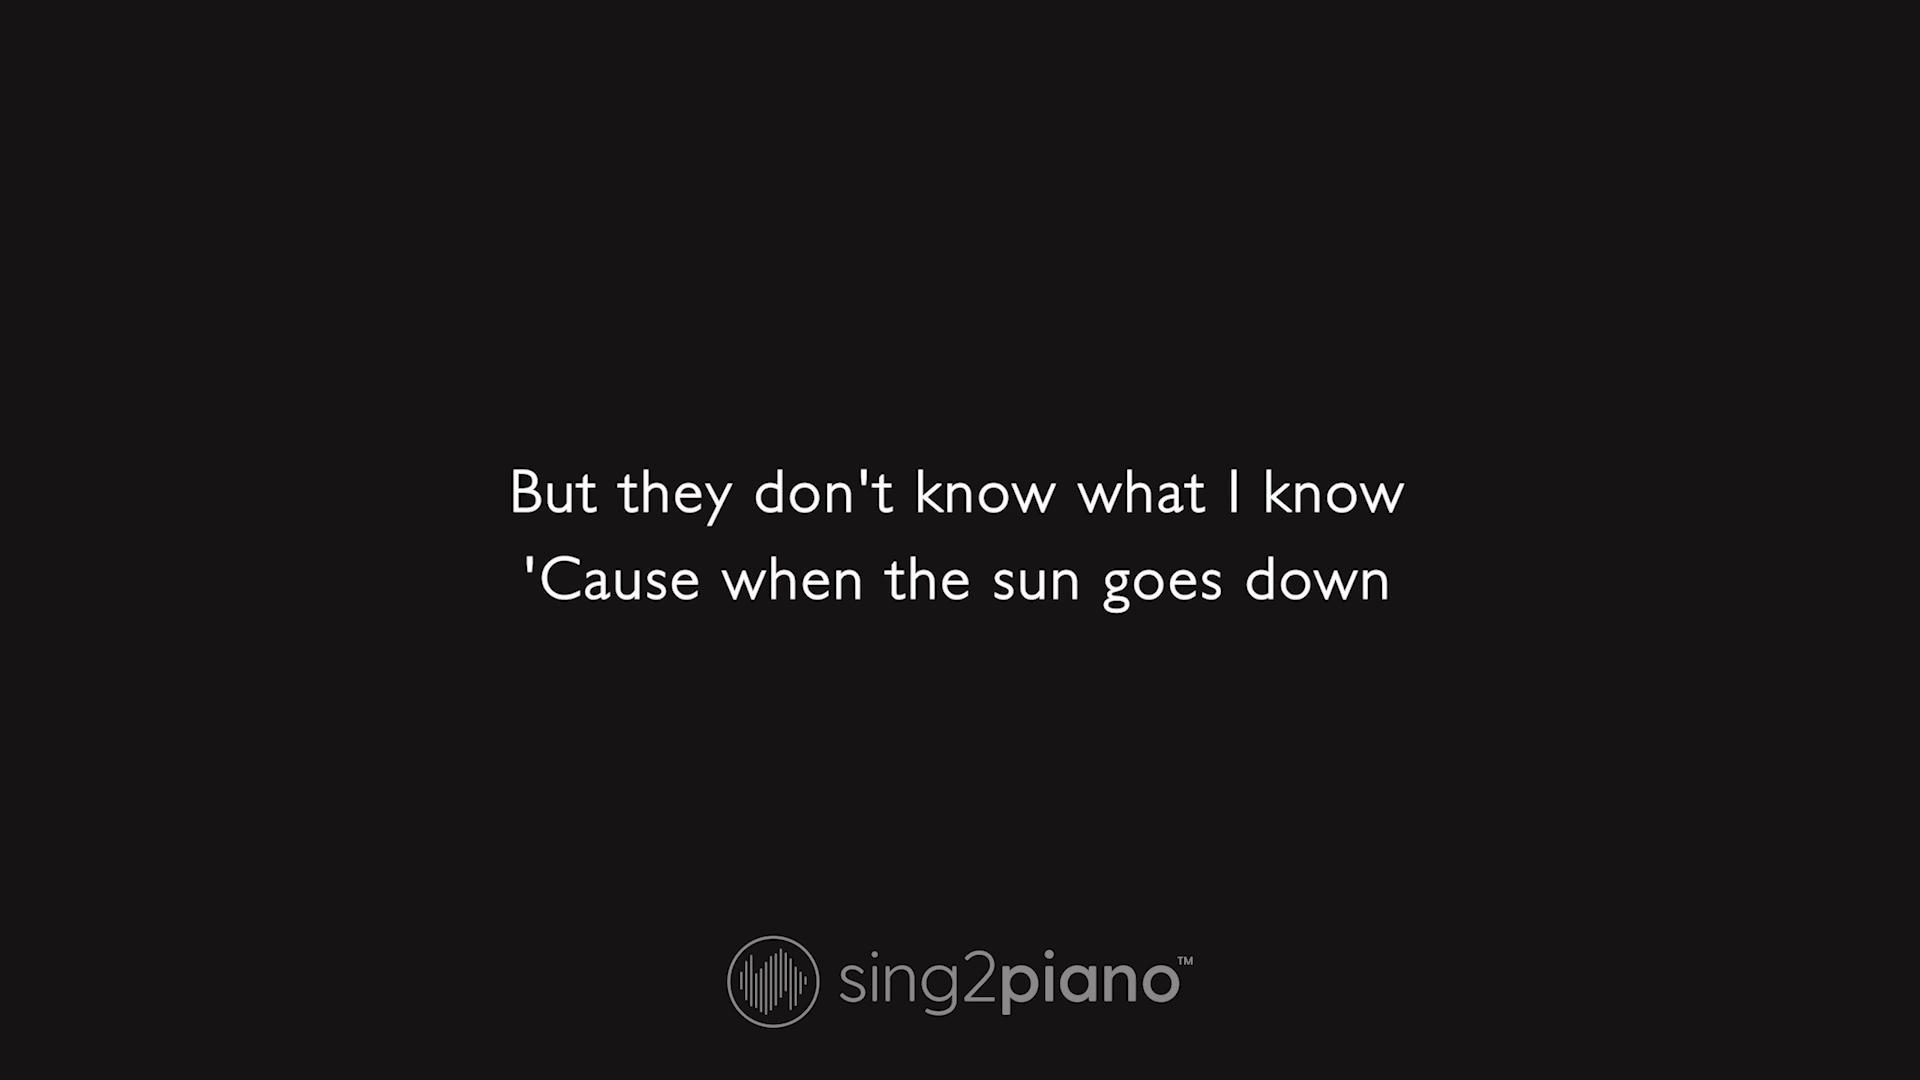 But they don't know what I know
'Cause when the sun goes down
sing2piano™